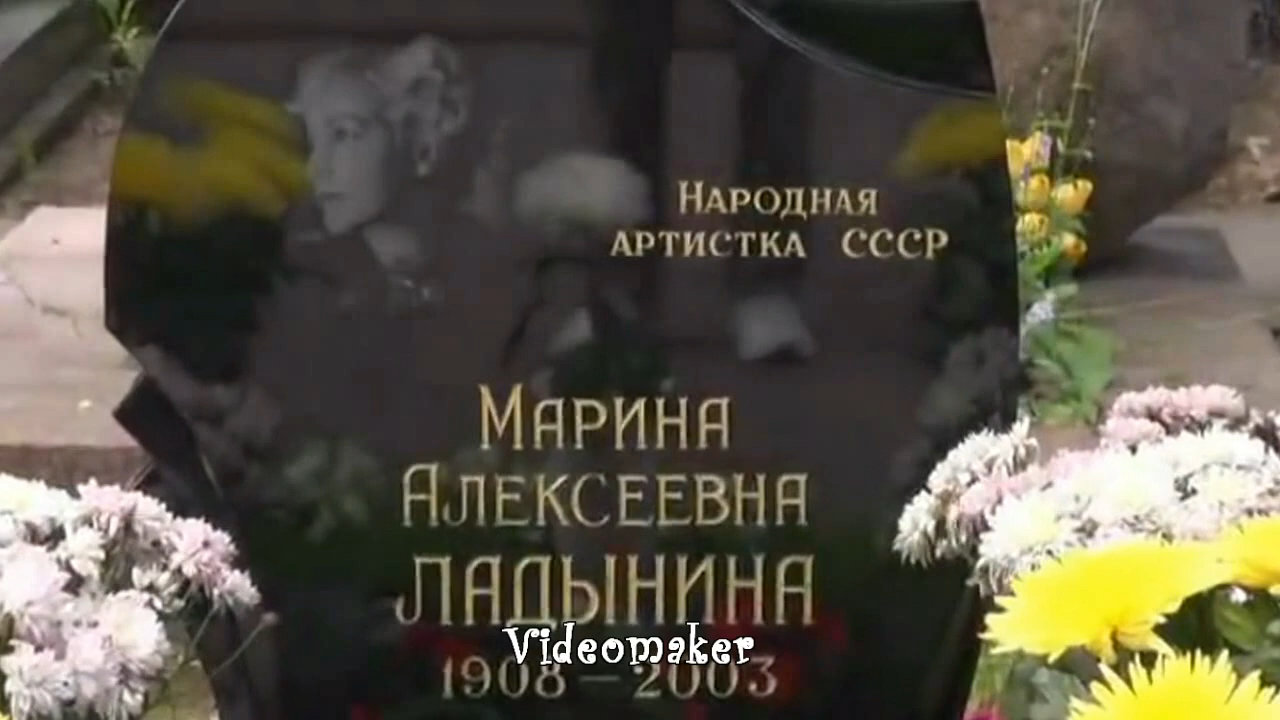 Народная
артистка СССР
Марина
Алексеевна
Ладынина
Videomaker
1908–2003